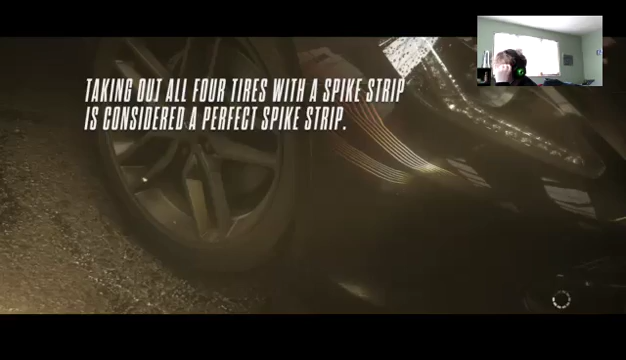 TAKING OUT ALL FOUR TIRES WITH A SPIKE STRIP
IS CONSIDERED A PERFECT SPIKE STRIP.